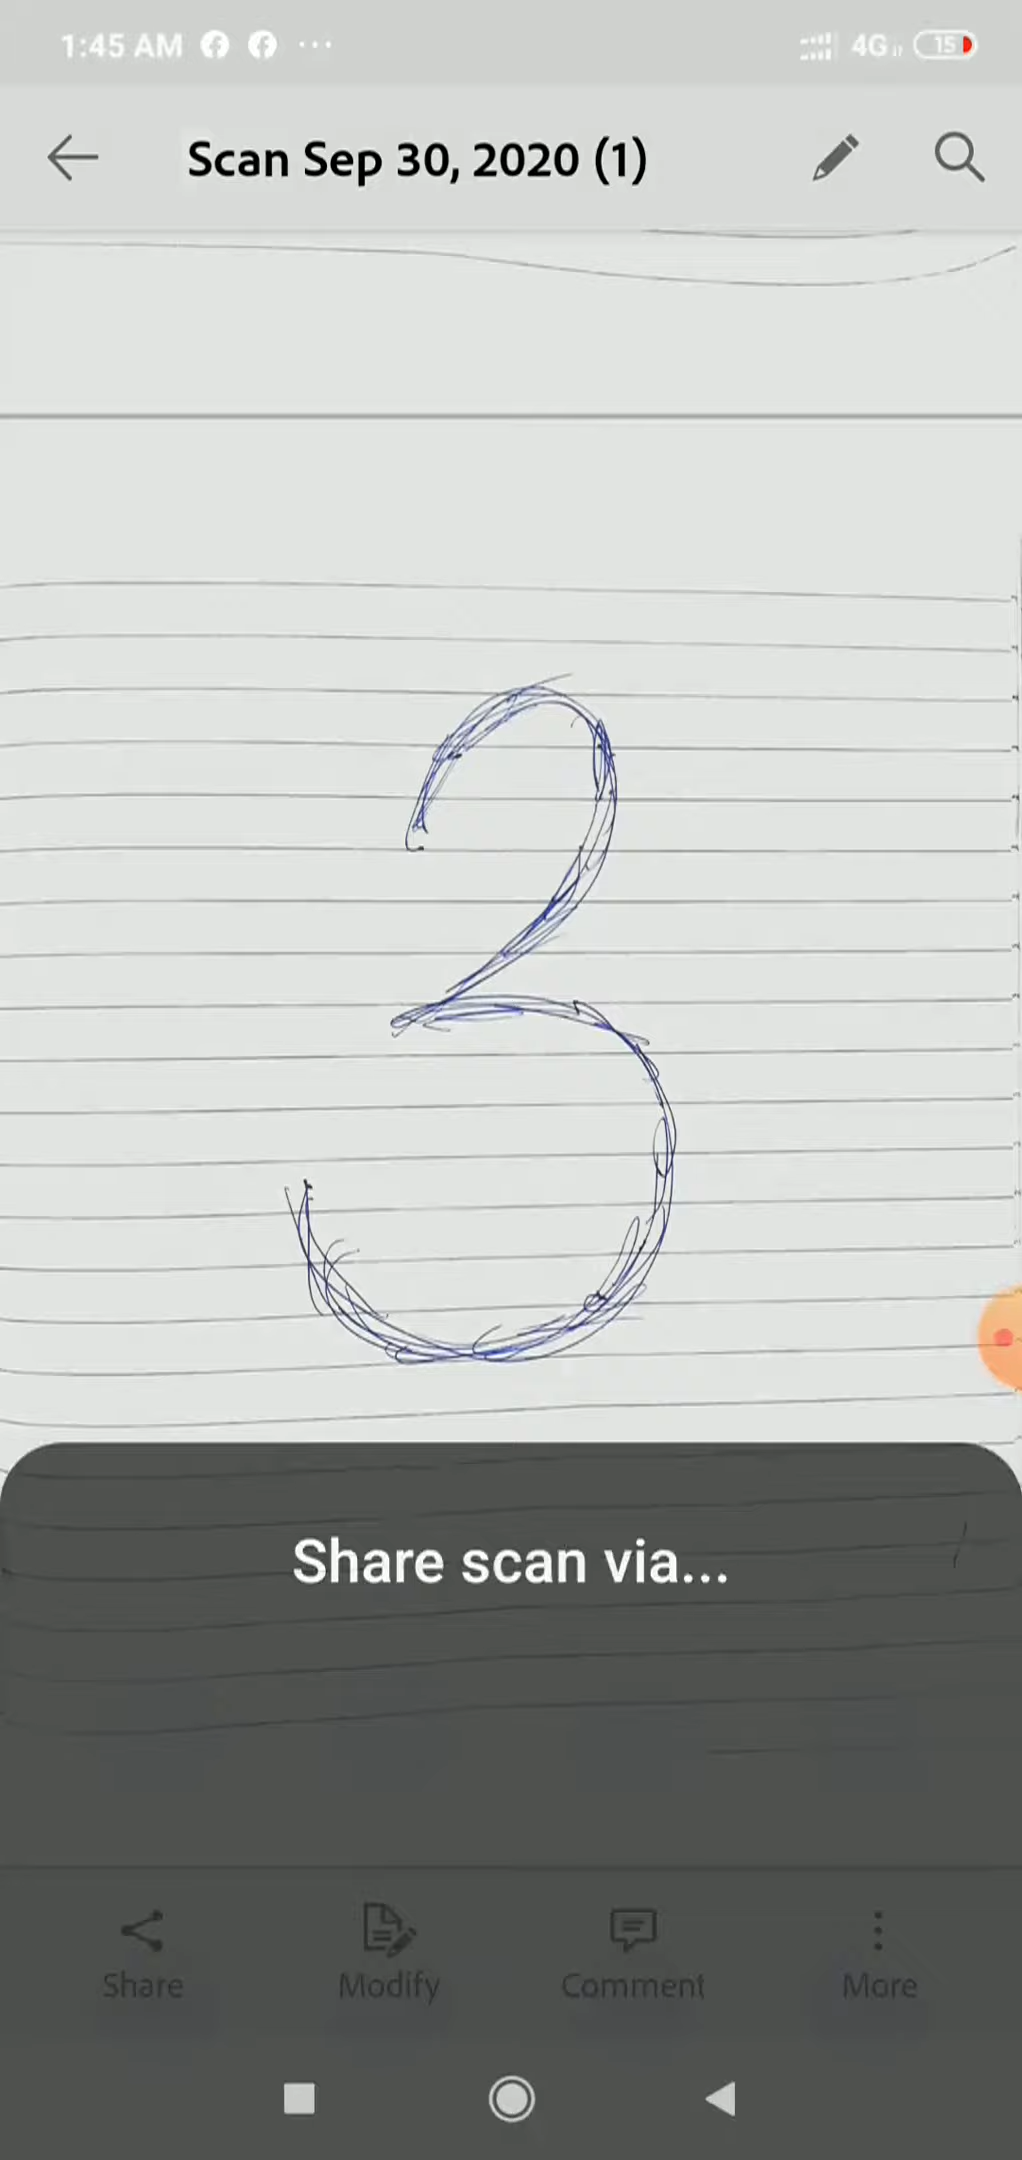 1:45 AM ... 4G 15
Scan Sep 30, 2020 (1)
3
Share scan via...
Share Modify Comment More